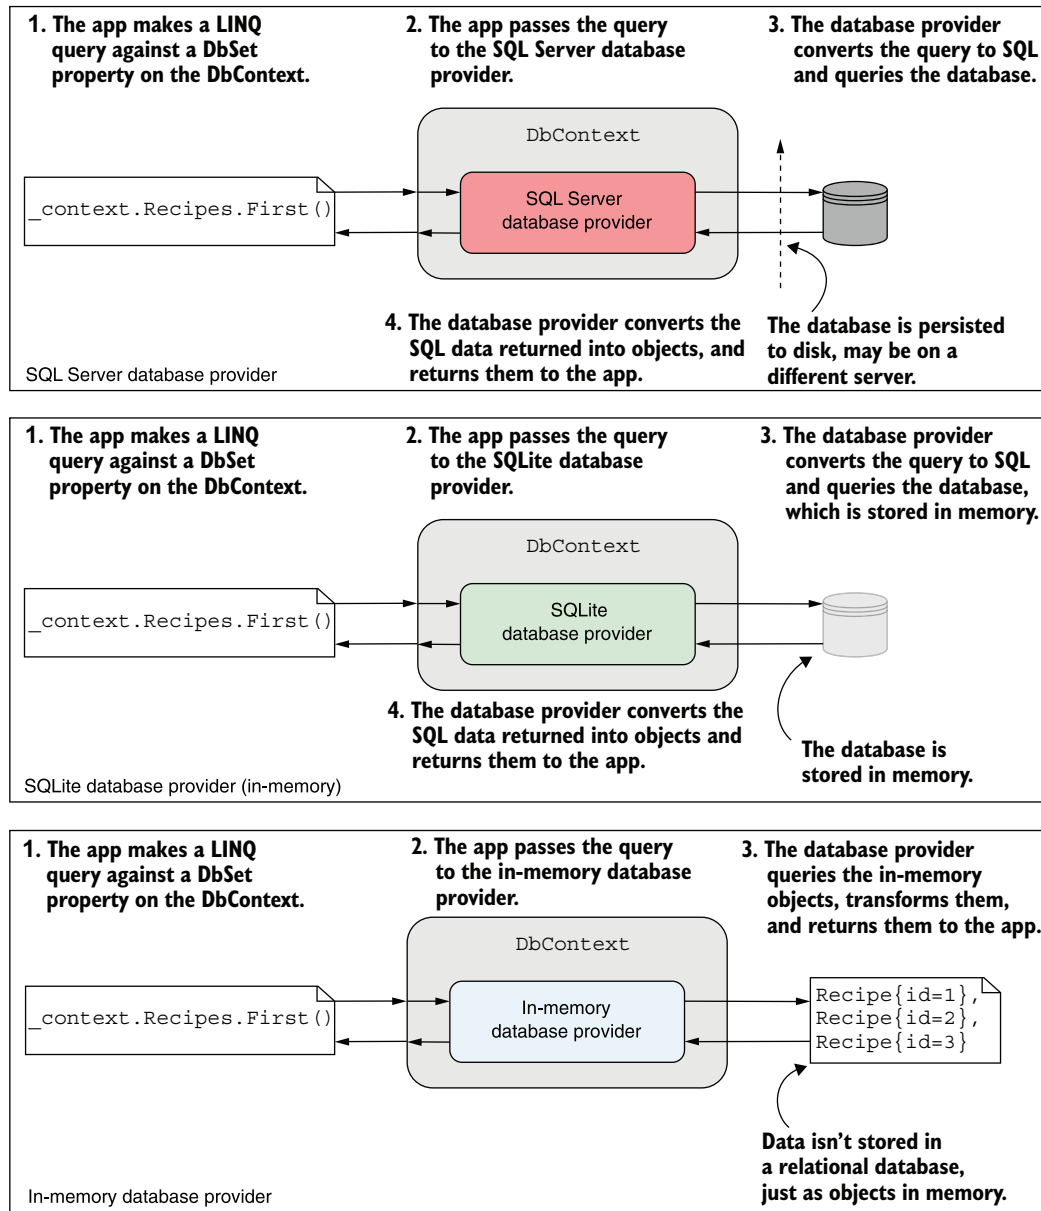 1. The app makes a LINQ
query against a DbSet
property on the DbContext.
2. The app passes the query
to the SQL Server database
provider.
3. The database provider
converts the query to SQL
and queries the database.
DbContext
_context.Recipes.First()
SQL Server
database provider
4. The database provider converts the
SQL data returned into objects, and
returns them to the app.
The database is persisted
to disk, may be on a
different server.
SQL Server database provider
1. The app makes a LINQ
query against a DbSet
property on the DbContext.
2. The app passes the query
to the SQLite database
provider.
3. The database provider
converts the query to SQL
and queries the database,
which is stored in memory.
DbContext
_context.Recipes.First()
SQLite
database provider
4. The database provider converts the
SQL data returned into objects and
returns them to the app.
The database is
stored in memory.
SQLite database provider (in-memory)
1. The app makes a LINQ
query against a DbSet
property on the DbContext.
2. The app passes the query
to the in-memory database
provider.
3. The database provider
queries the in-memory
objects, transforms them,
and returns them to the app.
DbContext
_context.Recipes.First()
In-memory
database provider
Recipe{id=1},
Recipe{id=2},
Recipe{id=3}
Data isn’t stored in
a relational database,
just as objects in memory.
In-memory database provider